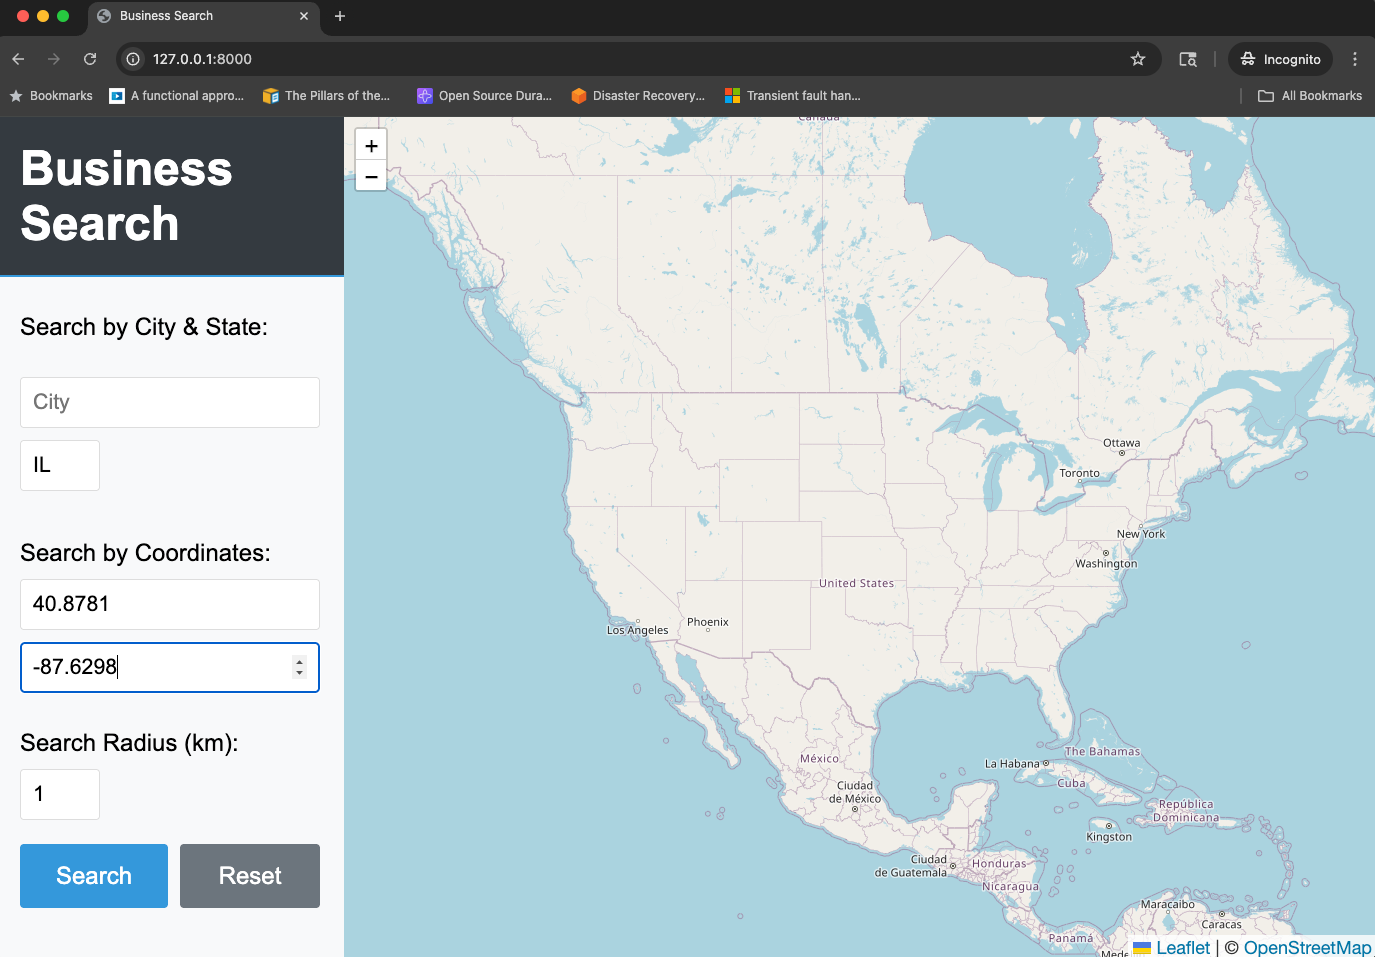 Business Search
127.0.0.1:8000
Incognito
Bookmarks
A functional appro...
The Pillars of the...
Open Source Dura...
Disaster Recovery...
Transient fault han...
All Bookmarks
Business
Search
Search by City & State:
City
IL
Search by Coordinates:
40.8781
-87.6298
Search Radius (km):
1
Search
Reset
+
−
Canada
Ottawa
Toronto
New York
Washington
United States
Phoenix
Los Angeles
The Bahamas
La Habana
México
Cuba
Ciudad
de México
República
Dominicana
Kingston
Ciudad
de Guatemala
Honduras
Nicaragua
Maracaibo
Caracas
Panamá
Mede
Leaflet | © OpenStreetMap